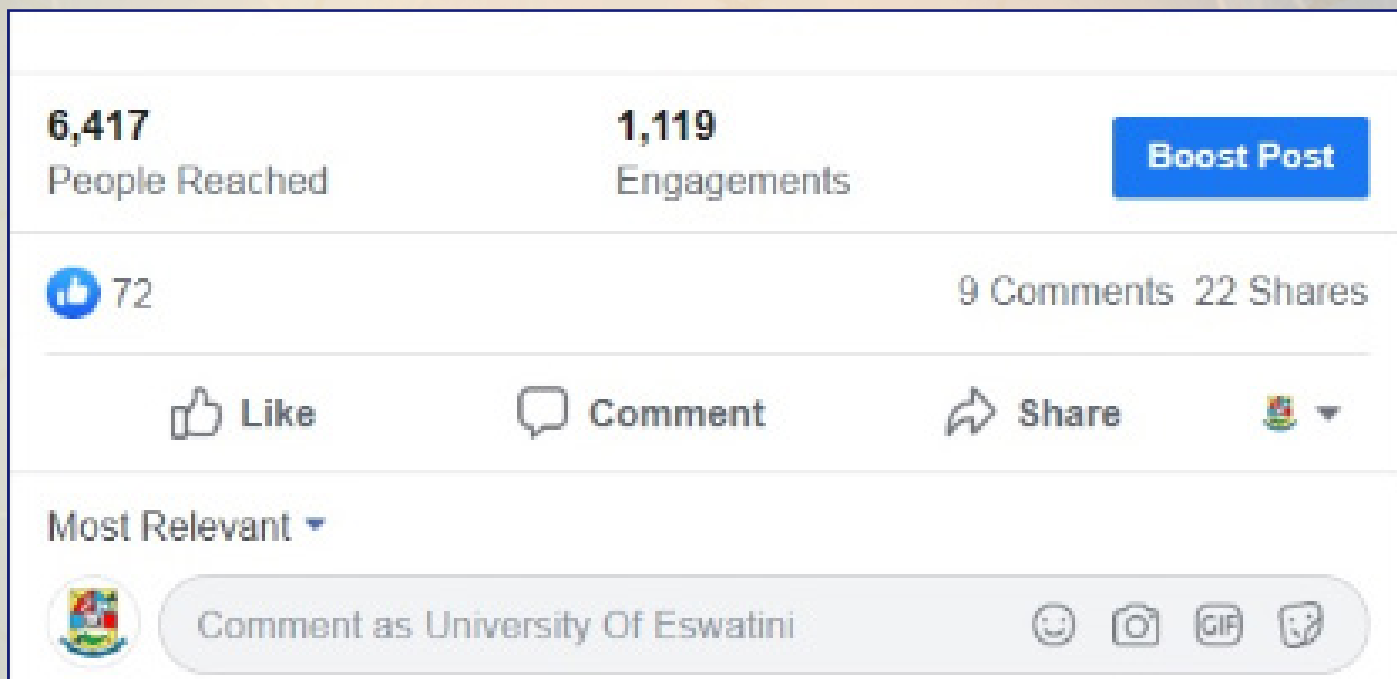 6,417 1,119
People Reached Engagements Boost Post
72 9 Comments 22 Shares
Like Comment Share
Most Relevant
Comment as University Of Eswatini GIF